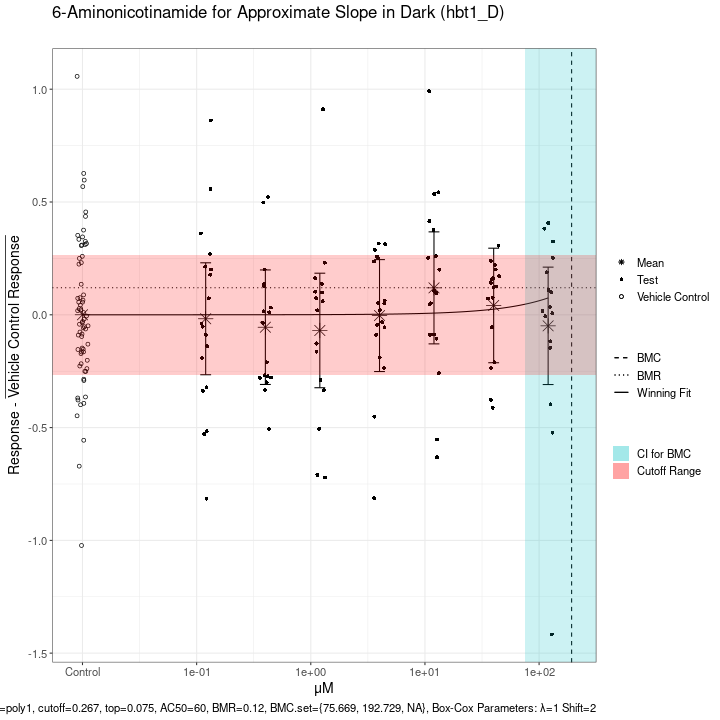 6-Aminonicotinamide for Approximate Slope in Dark (hbt1_D)
Response - Vehicle Control Response
1.0
0.5
0.0
-0.5
-1.0
-1.5
Control
1e-01
1e+00
1e+01
1e+02
μM
Mean
Test
Vehicle Control
BMC
BMR
Winning Fit
CI for BMC
Cutoff Range
=poly1, cutoff=0.267, top=0.075, AC50=60, BMR=0.12, BMC.set={75.669, 192.729, NA}, Box-Cox Parameters: λ=1 Shift=2